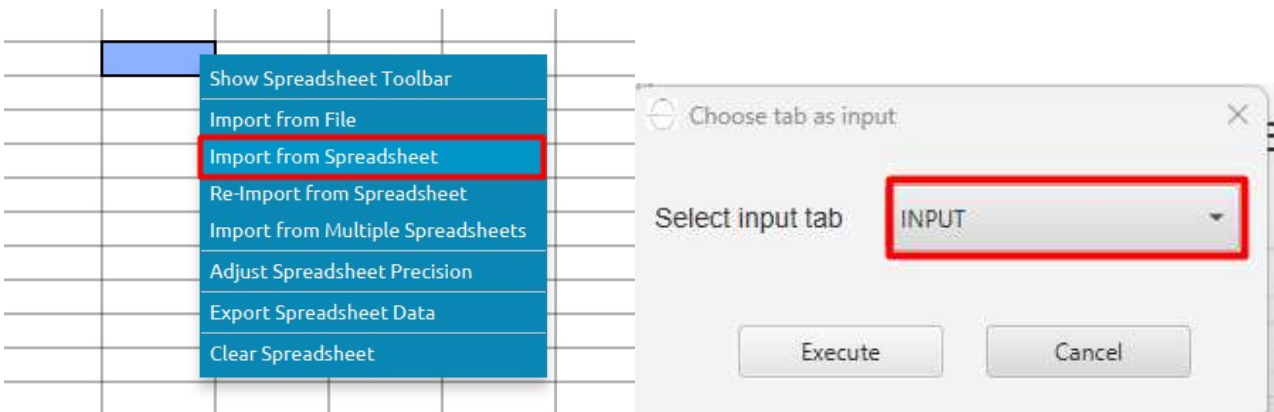 Show Spreadsheet Toolbar
Import from File
Import from Spreadsheet
Re-Import from Spreadsheet
Import from Multiple Spreadsheets
Adjust Spreadsheet Precision
Export Spreadsheet Data
Clear Spreadsheet
Choose tab as input
Select input tab INPUT
Execute Cancel